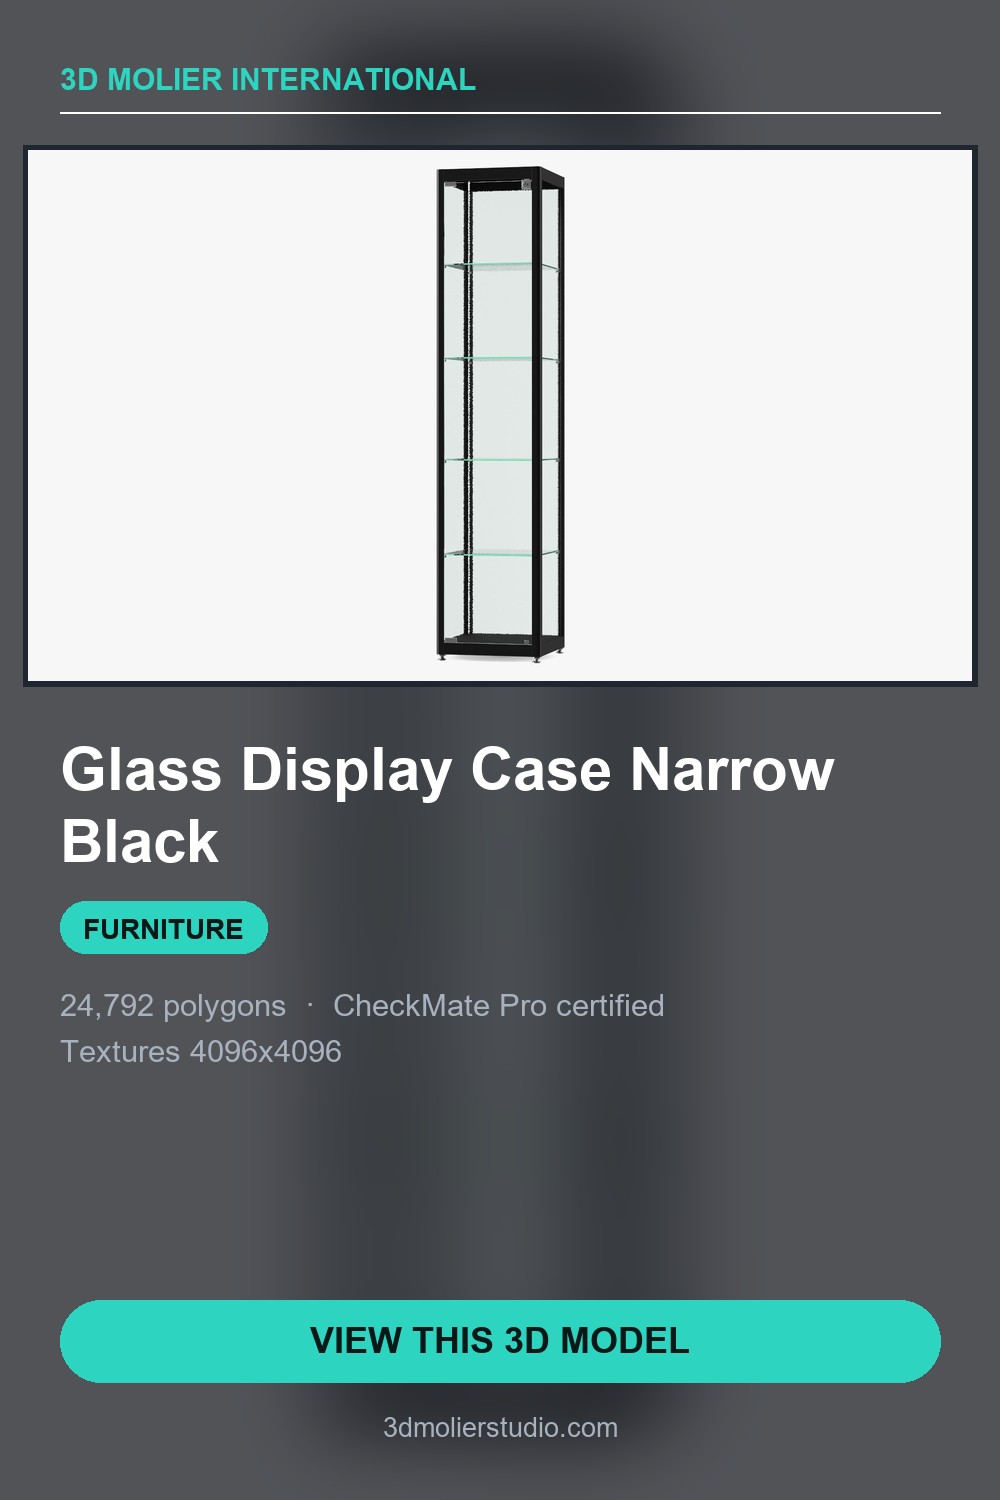 3D MOLIER INTERNATIONAL
Glass Display Case Narrow
Black
FURNITURE
24,792 polygons · CheckMate Pro certified
Textures 4096x4096
VIEW THIS 3D MODEL
3dmolierstudio.com